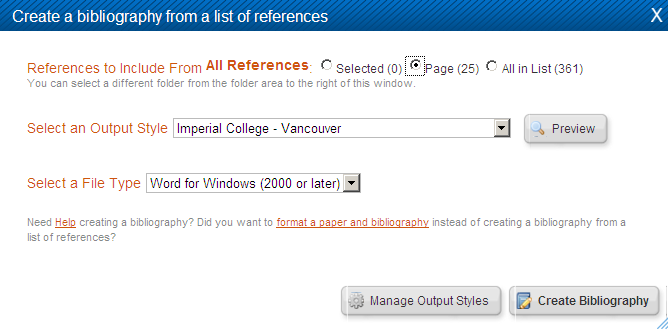 Create a bibliography from a list of references X
References to Include From All References: Selected (0) Page (25) All in List (361)
You can select a different folder from the folder area to the right of this window.
Select an Output Style Imperial College - Vancouver Preview
Select a File Type Word for Windows (2000 or later)
Need Help creating a bibliography? Did you want to format a paper and bibliography instead of creating a bibliography from a
list of references?
Manage Output Styles Create Bibliography